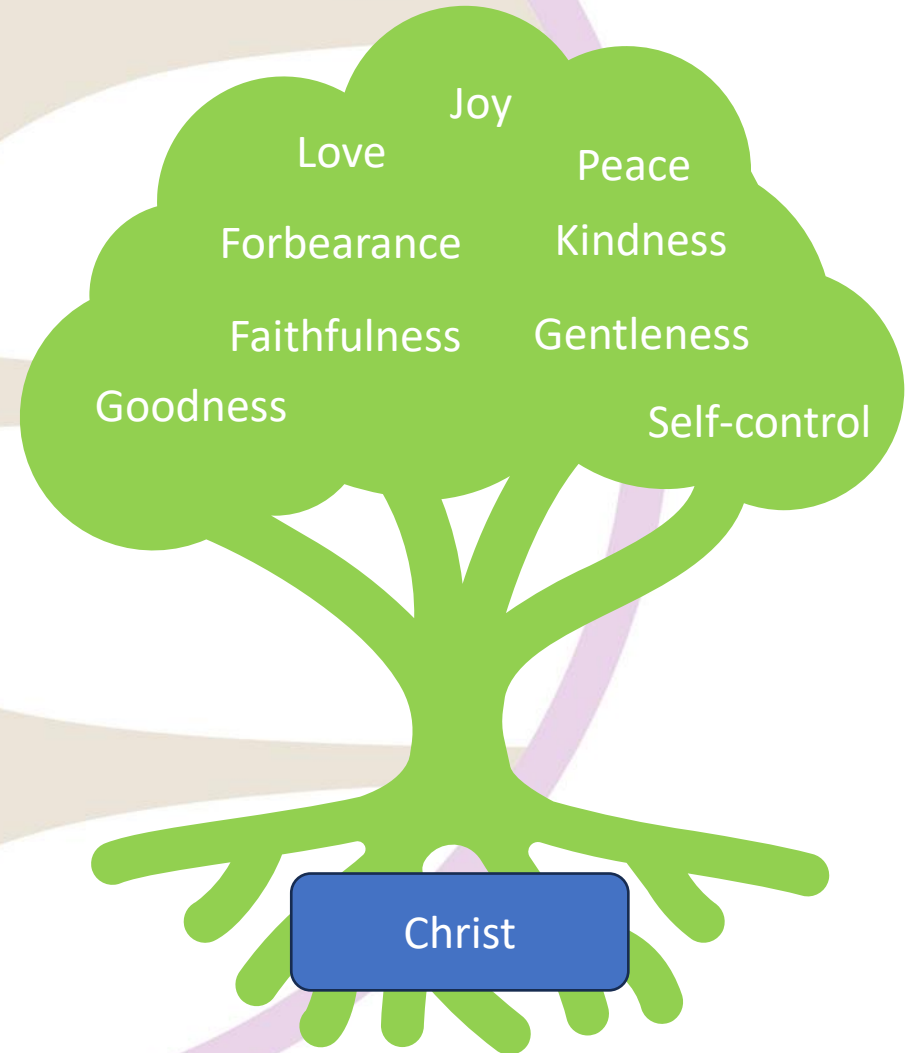 Joy
Love
Peace
Forbearance
Kindness
Faithfulness
Gentleness
Goodness
Self-control
Christ